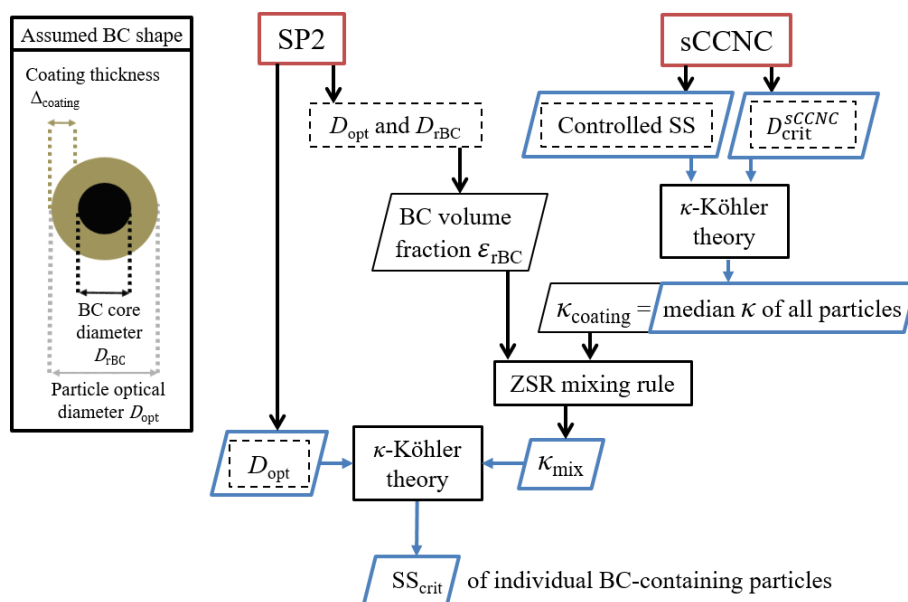 Assumed BC shape
Coating thickness
Δcoating
BC core
diameter
DrBC
Particle optical
diameter Dopt
SP2
sCCNC
Dopt and DrBC
Controlled SS
DcritsCCNC
BC volume
fraction εrBC
κ-Köhler
theory
κcoating = median κ of all particles
ZSR mixing rule
Dopt
κ-Köhler
theory
κmix
SScrit of individual BC-containing particles